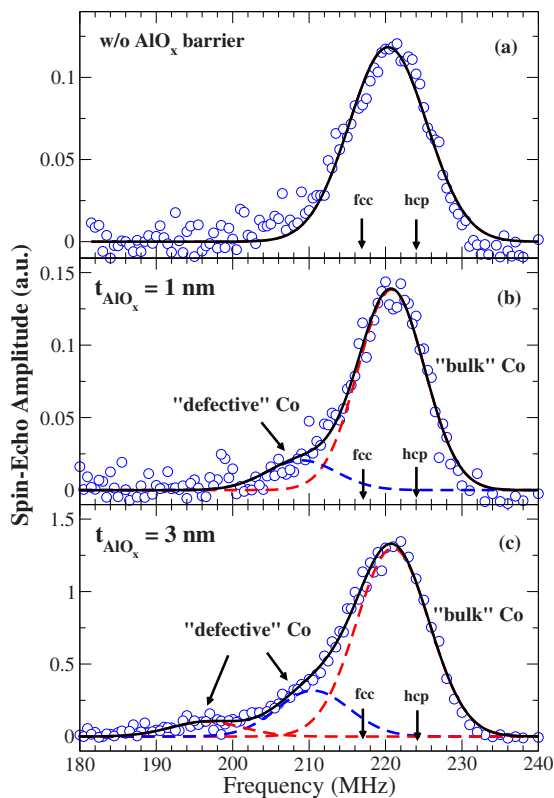 w/o AlOx barrier (a)
0.1
0.05
0
fcc hcp
tAlOx = 1 nm (b)
0.15
0.1
0.05
0
"bulk" Co
"defective" Co
fcc hcp
tAlOx = 3 nm (c)
1.5
1
0.5
0
"bulk" Co
"defective" Co
fcc hcp
180 190 200 210 220 230 240
Frequency (MHz)
Spin-Echo Amplitude (a.u.)